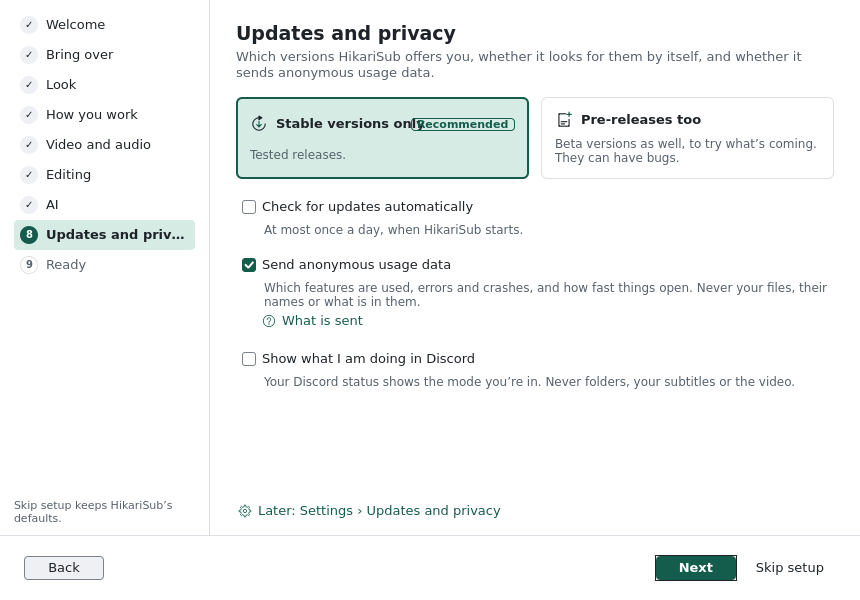 ✓ Welcome
✓ Bring over
✓ Look
✓ How you work
✓ Video and audio
✓ Editing
✓ AI
8 Updates and priv...
9 Ready
Skip setup keeps HikariSub’s
defaults.
Updates and privacy
Which versions HikariSub offers you, whether it looks for them by itself, and whether it
sends anonymous usage data.
Stable versions only Recommended
Tested releases.
Pre-releases too
Beta versions as well, to try what’s coming.
They can have bugs.
Check for updates automatically
At most once a day, when HikariSub starts.
Send anonymous usage data
Which features are used, errors and crashes, and how fast things open. Never your files, their
names or what is in them.
What is sent
Show what I am doing in Discord
Your Discord status shows the mode you’re in. Never folders, your subtitles or the video.
Later: Settings › Updates and privacy
Back
Next
Skip setup